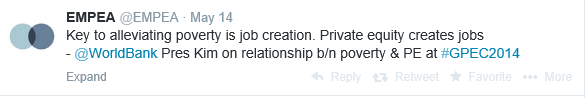 EMPEA @EMPEA · May 14
Key to alleviating poverty is job creation. Private equity creates jobs
- @WorldBank Pres Kim on relationship b/n poverty & PE at #GPEC2014
Expand Reply Retweet Favorite More